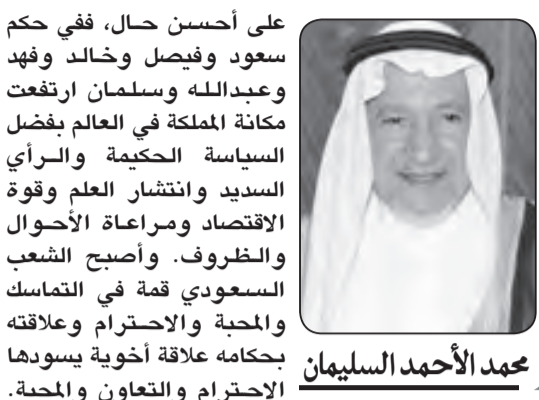 على أحسن حال، ففي حكم
سعود وفيصل وخالد وفهد
وعبدالله وسلمان ارتفعت
مكانة المملكة في العالم بفضل
السياسة الحكيمة والرأي
السديد وانتشار العلم وقوة
الاقتصاد ومراعاة الأحوال
والظروف. وأصبح الشعب
السعودي قمة في التماسك
والمحبة والاحترام وعلاقته
بحكامه علاقة أخوية يسودها
الاحترام والتعاون والمحبة.
محمد الأحمد السليمان